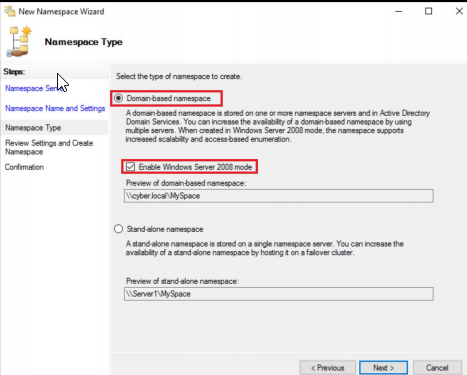 New Namespace Wizard
Namespace Type
Steps:
Namespace Server
Namespace Name and Settings
Namespace Type
Review Settings and Create
Namespace
Confirmation
Select the type of namespace to create.
Domain-based namespace
A domain-based namespace is stored on one or more namespace servers and in Active Directory
Domain Services. You can increase the availability of a domain-based namespace by using
multiple servers. When created in Windows Server 2008 mode, the namespace supports
increased scalability and access-based enumeration.
Enable Windows Server 2008 mode
Preview of domain-based namespace:
\\cyber.local\MySpace
Stand-alone namespace
A stand-alone namespace is stored on a single namespace server. You can increase the
availability of a stand-alone namespace by hosting it on a failover cluster.
Preview of stand-alone namespace:
\\Server1\MySpace
< Previous
Next >
Cancel